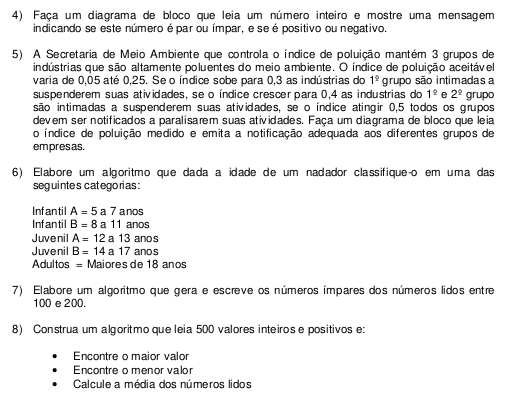 4) Faça um diagrama de bloco que leia um número inteiro e mostre uma mensagem
indicando se este número é par ou ímpar, e se é positivo ou negativo.
5) A Secretaria de Meio Ambiente que controla o índice de poluição mantém 3 grupos de
indústrias que são altamente poluentes do meio ambiente. O índice de poluição aceitável
varia de 0,05 até 0,25. Se o índice sobe para 0,3 as indústrias do 1º grupo são intimadas a
suspenderem suas atividades, se o índice crescer para 0,4 as industrias do 1º e 2º grupo
são intimadas a suspenderem suas atividades, se o índice atingir 0,5 todos os grupos
devem ser notificados a paralisarem suas atividades. Faça um diagrama de bloco que leia
o índice de poluição medido e emita a notificação adequada aos diferentes grupos de
empresas.
6) Elabore um algoritmo que dada a idade de um nadador classifique-o em uma das
seguintes categorias:
Infantil A = 5 a 7 anos
Infantil B = 8 a 11 anos
Juvenil A = 12 a 13 anos
Juvenil B = 14 a 17 anos
Adultos = Maiores de 18 anos
7) Elabore um algoritmo que gera e escreve os números ímpares dos números lidos entre
100 e 200.
8) Construa um algoritmo que leia 500 valores inteiros e positivos e:
• Encontre o maior valor
• Encontre o menor valor
• Calcule a média dos números lidos